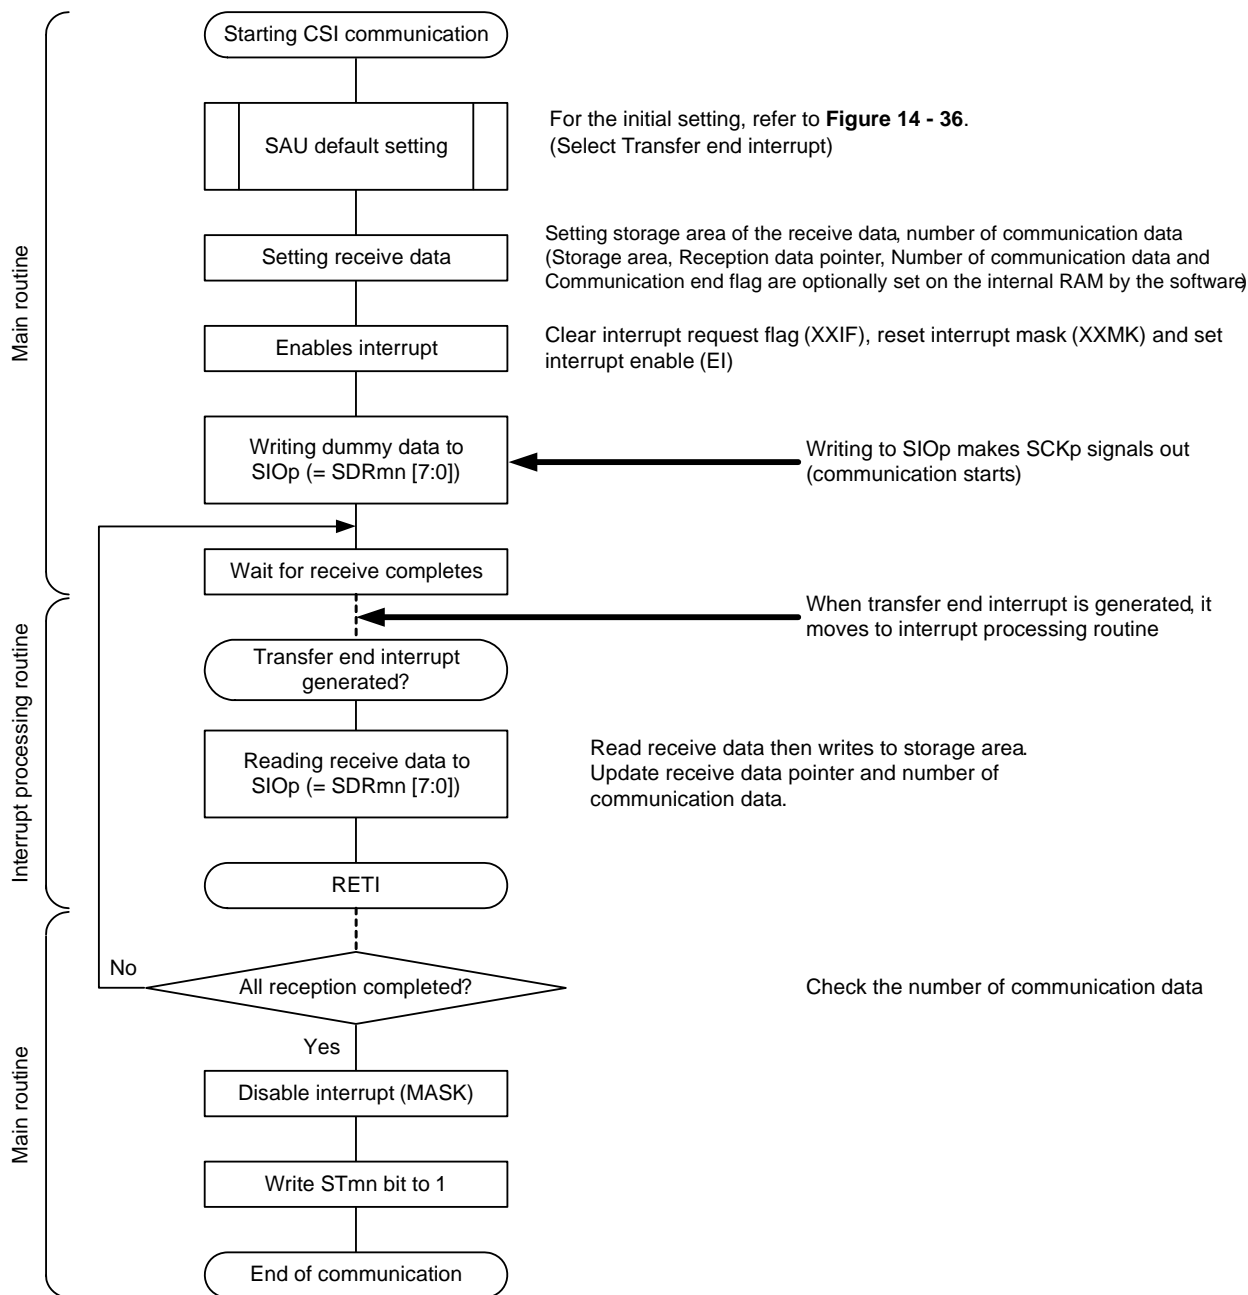 Starting CSI communication
SAU default setting
For the initial setting, refer to Figure 14 - 36.
(Select Transfer end interrupt)
Setting receive data
Setting storage area of the receive data, number of communication data
(Storage area, Reception data pointer, Number of communication data and
Communication end flag are optionally set on the internal RAM by the software)
Main routine
Enables interrupt
Clear interrupt request flag (XXIF), reset interrupt mask (XXMK) and set
interrupt enable (EI)
Writing dummy data to
SIOp (= SDRmn [7:0])
Writing to SIOp makes SCKp signals out
(communication starts)
Wait for receive completes
When transfer end interrupt is generated, it
moves to interrupt processing routine
Transfer end interrupt
generated?
Interrupt processing routine
Reading receive data to
SIOp (= SDRmn [7:0])
Read receive data then writes to storage area.
Update receive data pointer and number of
communication data.
RETI
No
All reception completed?
Check the number of communication data
Yes
Main routine
Disable interrupt (MASK)
Write STmn bit to 1
End of communication